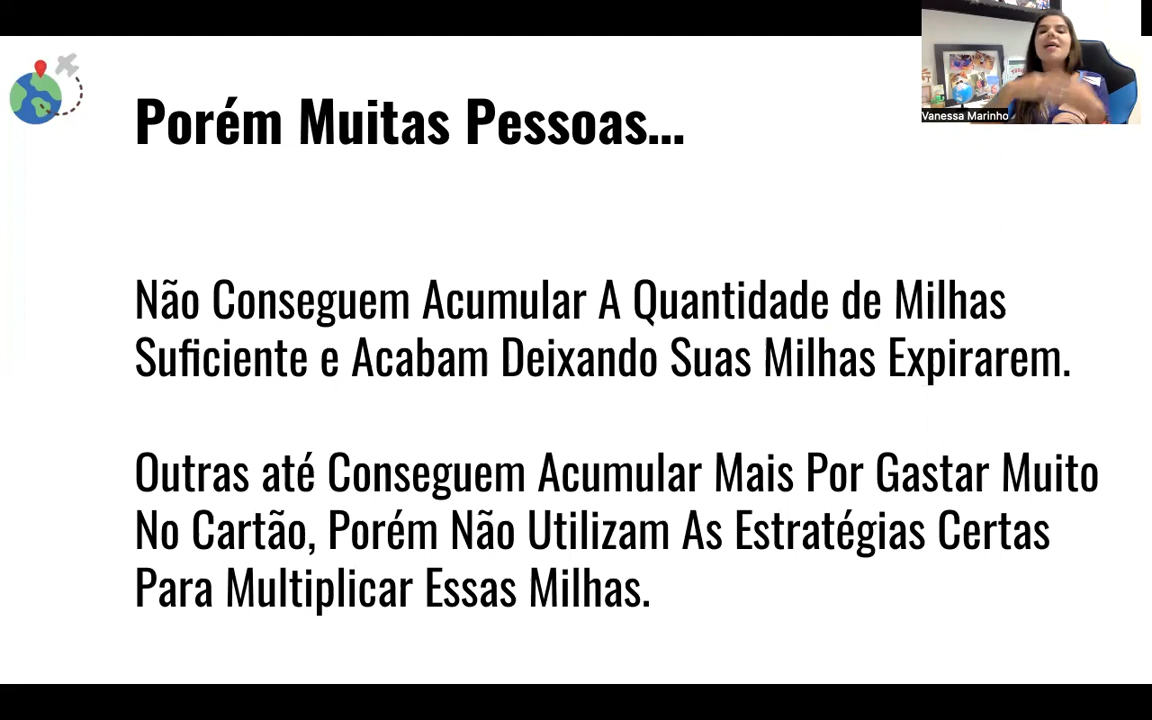 Porém Muitas Pessoas...
Vanessa Marinho
Não Conseguem Acumular A Quantidade de Milhas
Suficiente e Acabam Deixando Suas Milhas Expirarem.
Outras até Conseguem Acumular Mais Por Gastar Muito
No Cartão, Porém Não Utilizam As Estratégias Certas
Para Multiplicar Essas Milhas.